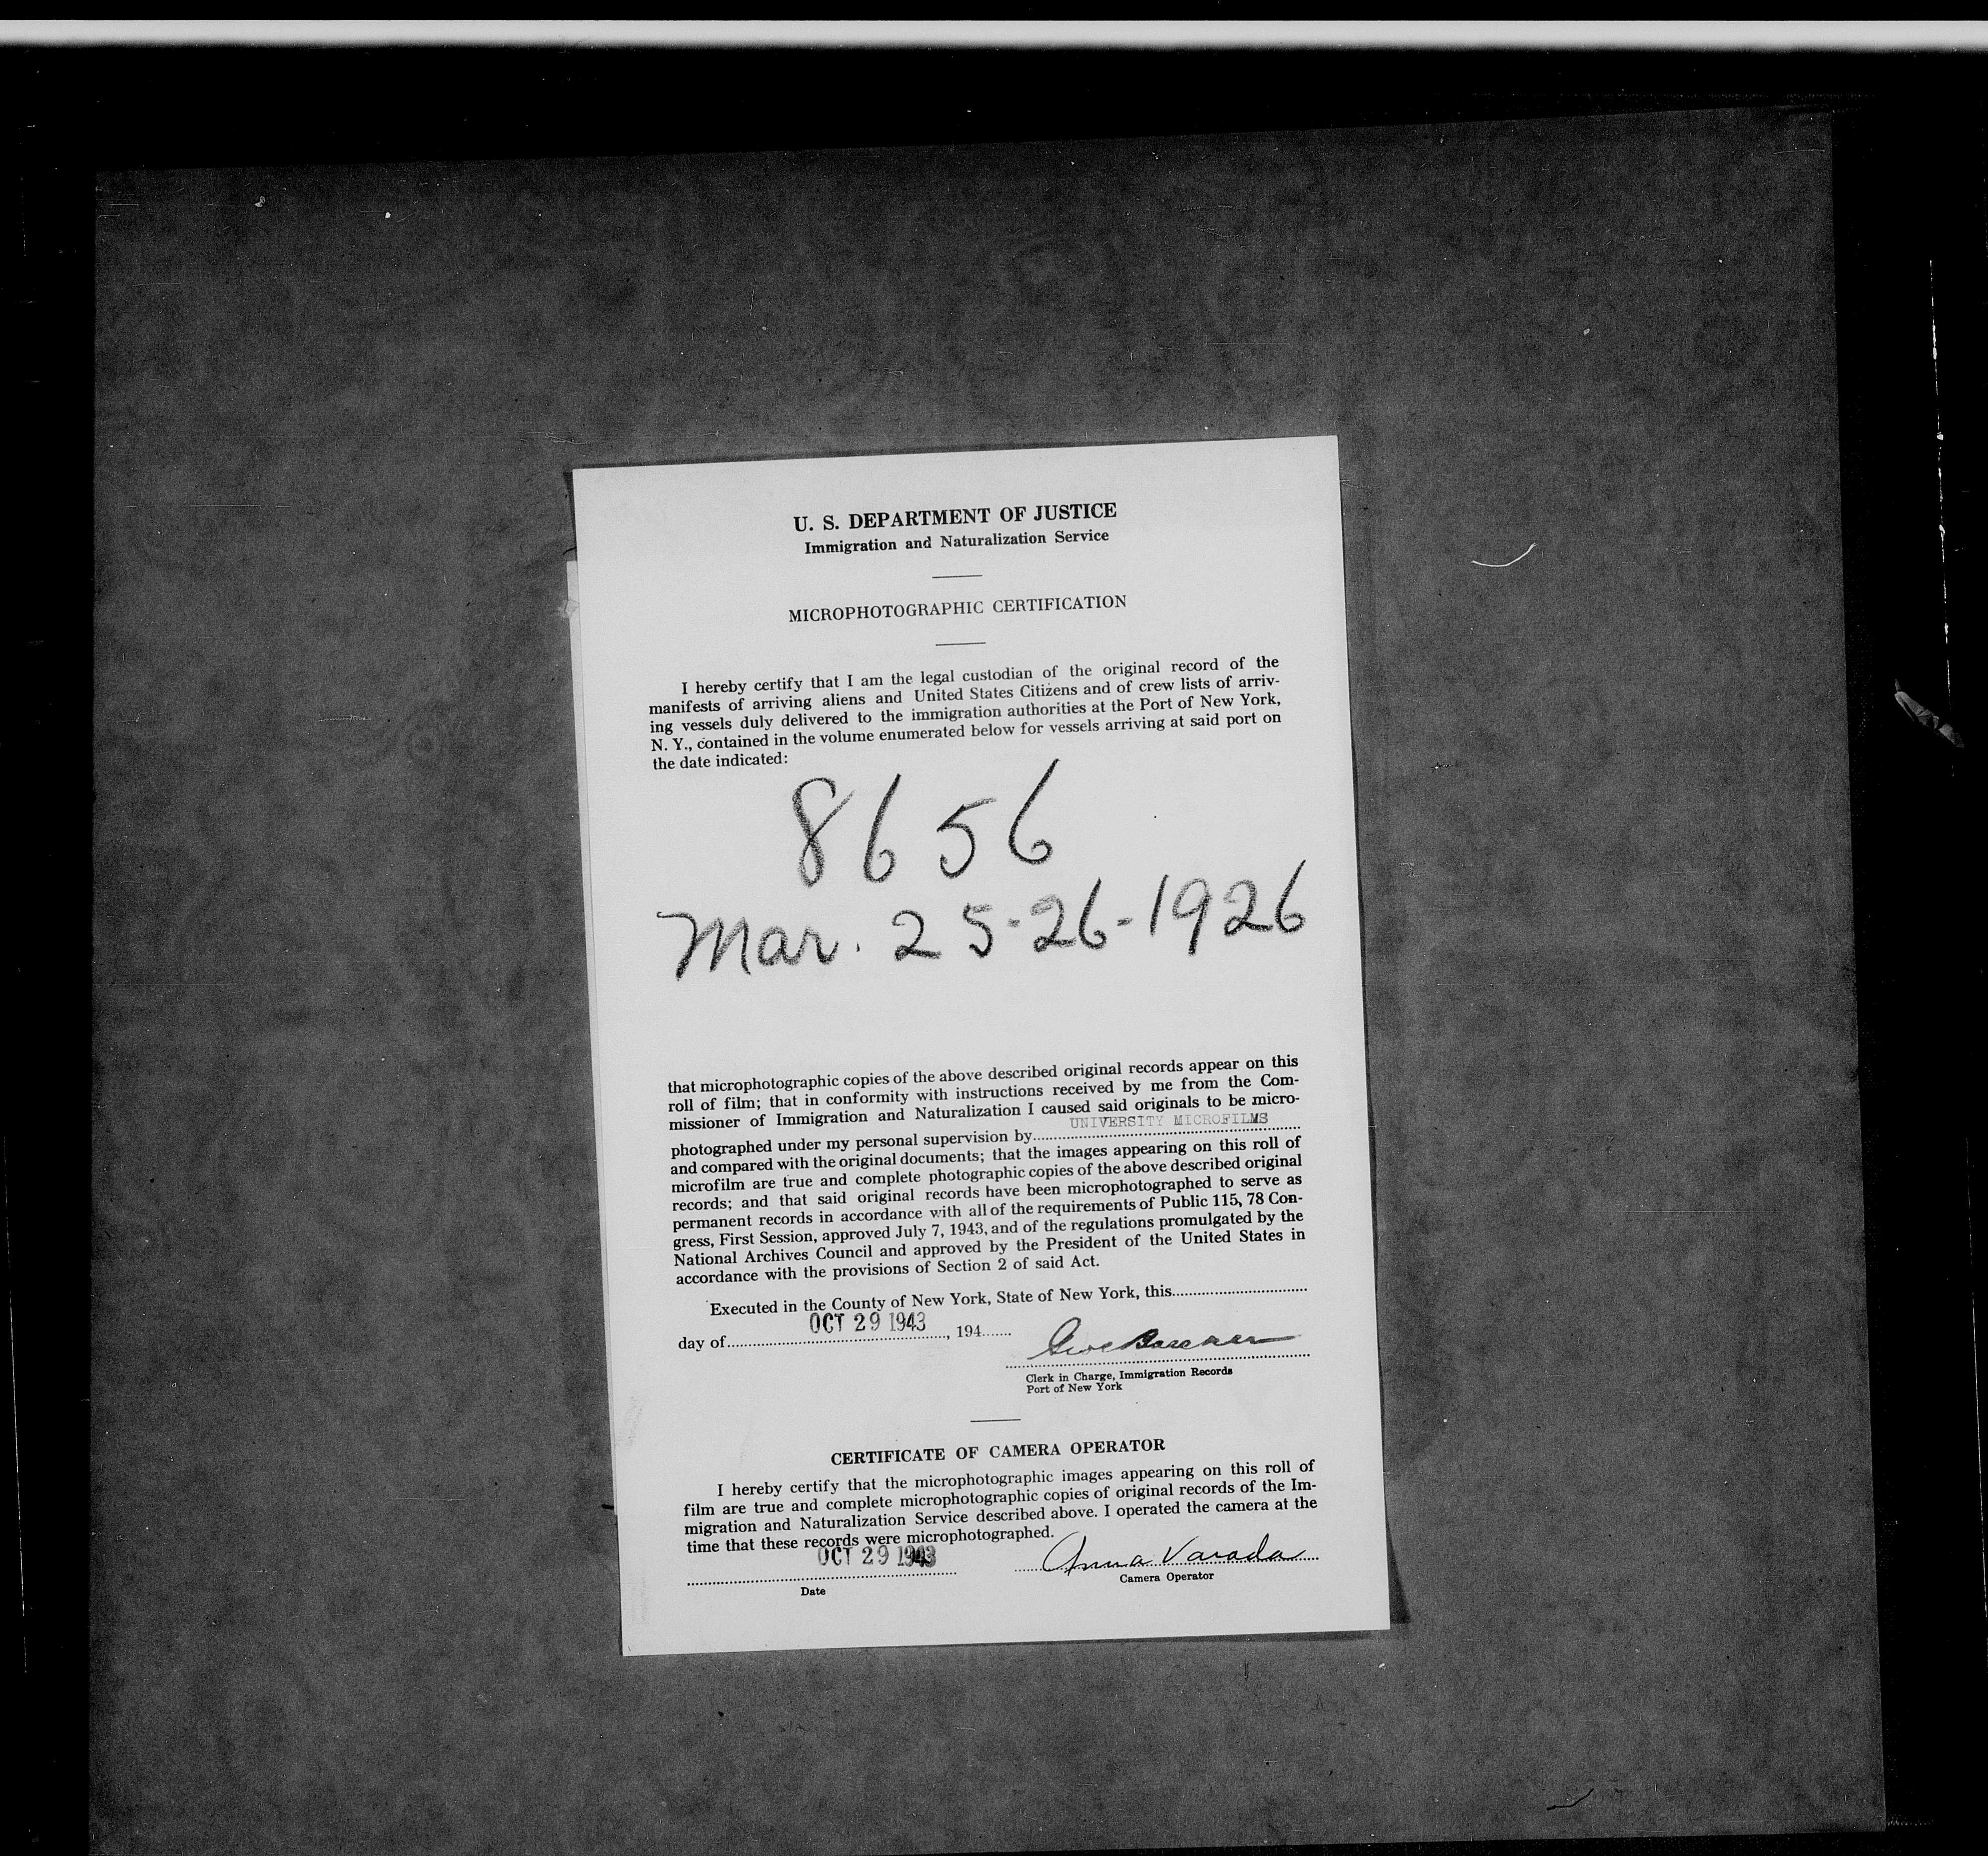 U. S. DEPARTMENT OF JUSTICE
Immigration and Naturalization Service
MICROPHOTOGRAPHIC CERTIFICATION
I hereby certify that I am the legal custodian of the original record of the
manifests of arriving aliens and United States Citizens and of crew lists of arriv-
ing vessels duly delivered to the immigration authorities at the Port of New York,
N. Y., contained in the volume enumerated below for vessels arriving at said port on
the date indicated:
8656
Mar. 25-26-1926
that microphotographic copies of the above described original records appear on this
roll of film; that in conformity with instructions received by me from the Com-
missioner of Immigration and Naturalization I caused said originals to be micro-
photographed under my personal supervision by UNIVERSITY MICROFILMS
and compared with the original documents; that the images appearing on this roll of
microfilm are true and complete photographic copies of the above described original
records; and that said original records have been microphotographed to serve as
permanent records in accordance with all of the requirements of Public 115, 78 Con-
gress, First Session, approved July 7, 1943, and of the regulations promulgated by the
National Archives Council and approved by the President of the United States in
accordance with the provisions of Section 2 of said Act.
Executed in the County of New York, State of New York, this
day of OCT 29 1943, 194
Clerk in Charge, Immigration Records
Port of New York
CERTIFICATE OF CAMERA OPERATOR
I hereby certify that the microphotographic images appearing on this roll of
film are true and complete microphotographic copies of original records of the Im-
migration and Naturalization Service described above. I operated the camera at the
time that these records were microphotographed.
OCT 29 1943 Anna Varada
Date Camera Operator